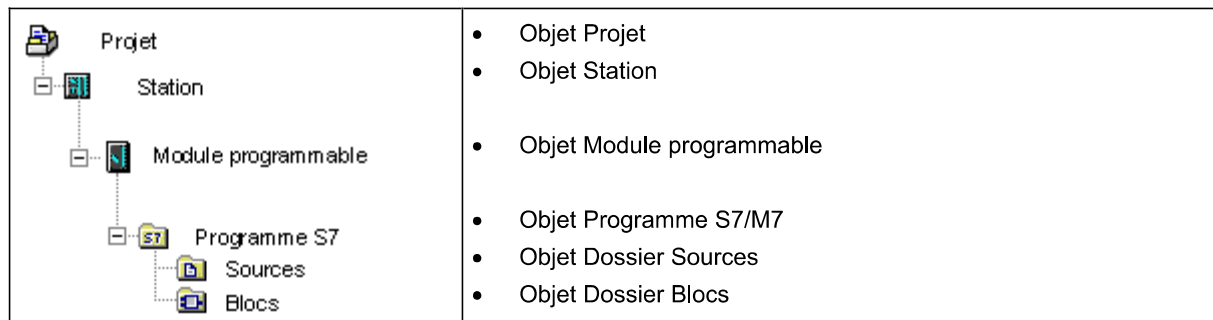 Projet
Station
Module programmable
S7 Programme S7
Sources
Blocs
• Objet Projet
• Objet Station
• Objet Module programmable
• Objet Programme S7/M7
• Objet Dossier Sources
• Objet Dossier Blocs